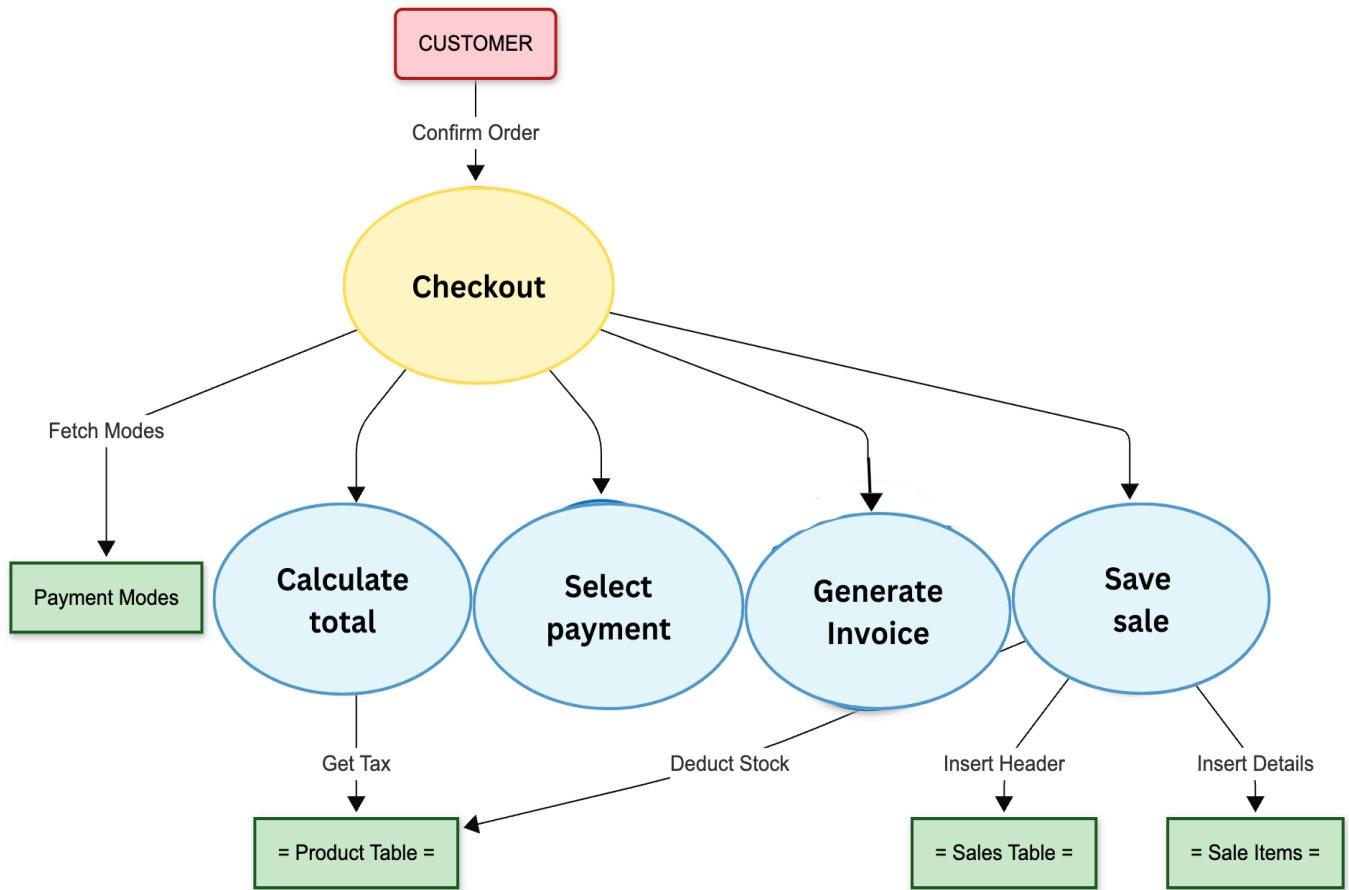 CUSTOMER
Confirm Order
Checkout
Fetch Modes
Payment Modes
Calculate
total
Select
payment
Generate
Invoice
Save
sale
Get Tax
Deduct Stock
Insert Header
Insert Details
= Product Table =
= Sales Table =
= Sale Items =